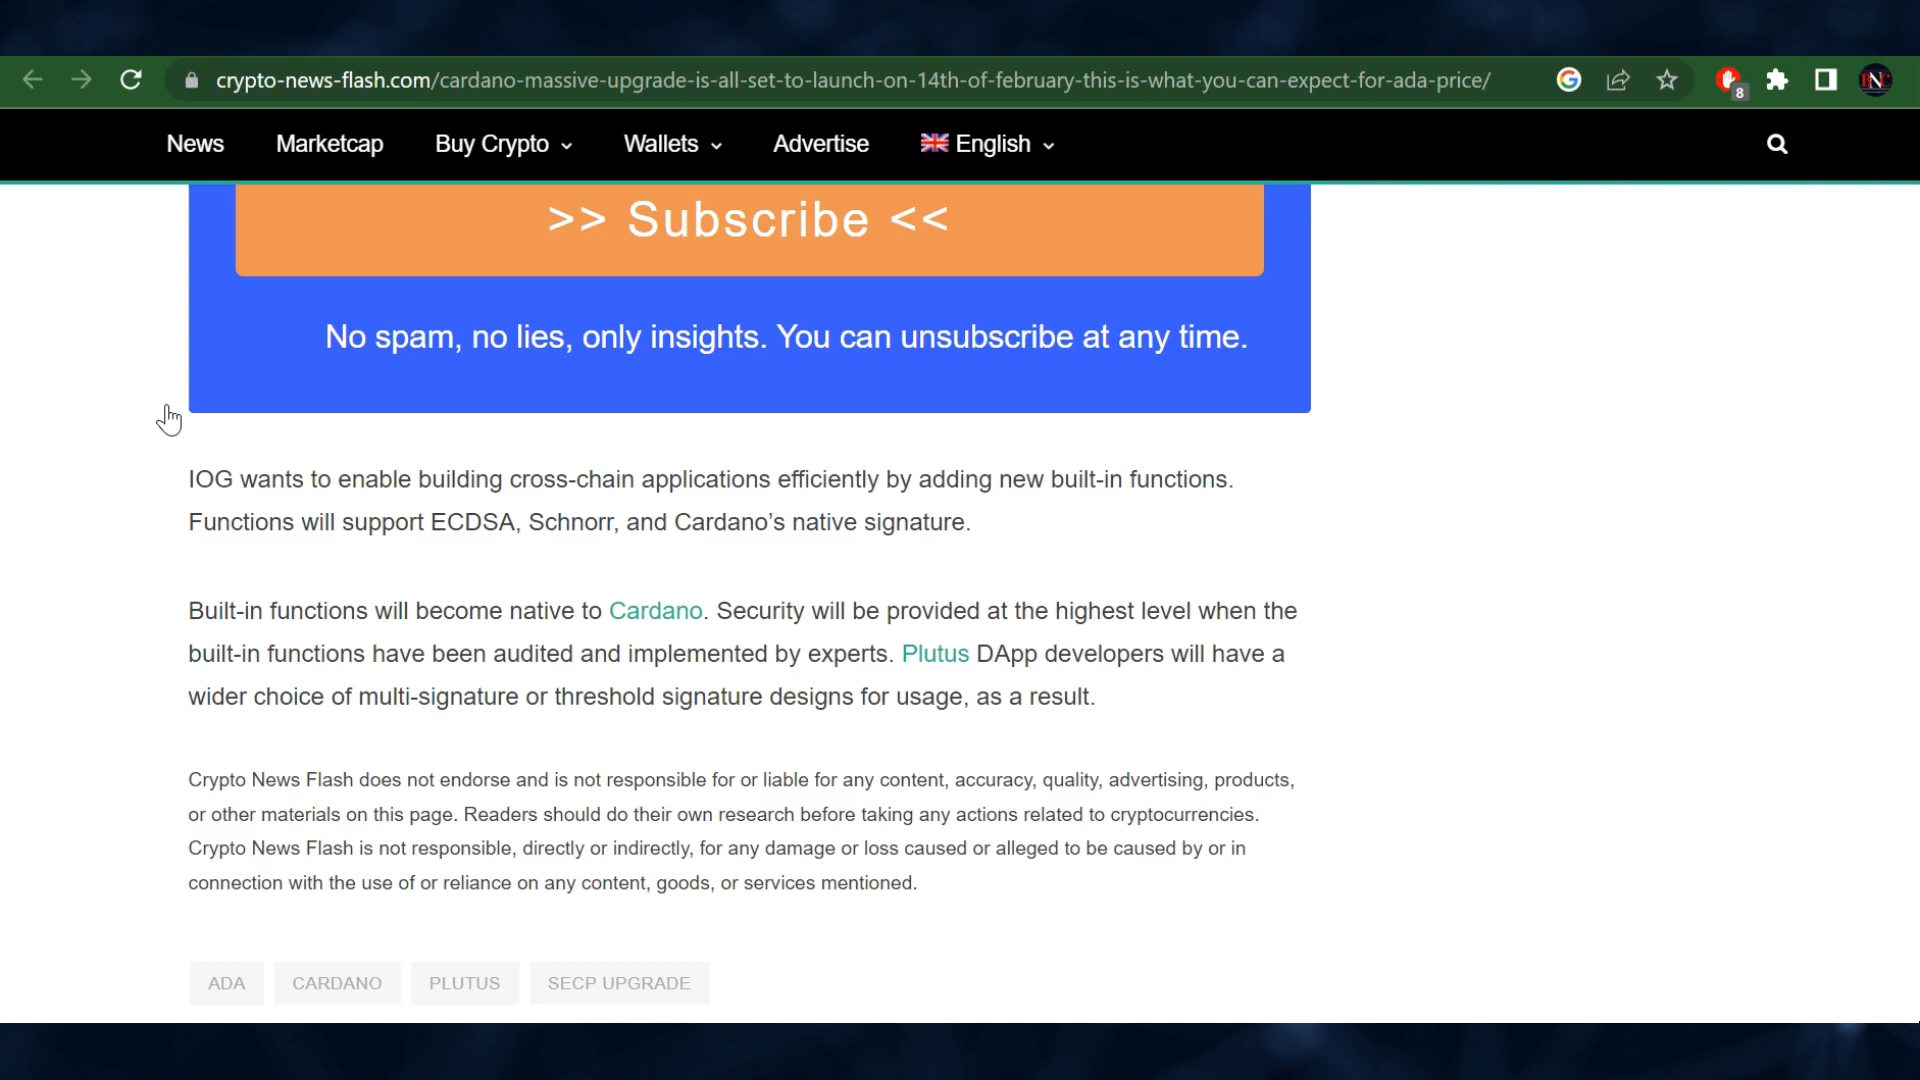 crypto-news-flash.com/cardano-massive-upgrade-is-all-set-to-launch-on-14th-of-february-this-is-what-you-can-expect-for-ada-price/
8
News Marketcap Buy Crypto Wallets Advertise English
>> Subscribe <<
No spam, no lies, only insights. You can unsubscribe at any time.
IOG wants to enable building cross-chain applications efficiently by adding new built-in functions.
Functions will support ECDSA, Schnorr, and Cardano’s native signature.
Built-in functions will become native to Cardano. Security will be provided at the highest level when the
built-in functions have been audited and implemented by experts. Plutus DApp developers will have a
wider choice of multi-signature or threshold signature designs for usage, as a result.
Crypto News Flash does not endorse and is not responsible for or liable for any content, accuracy, quality, advertising, products,
or other materials on this page. Readers should do their own research before taking any actions related to cryptocurrencies.
Crypto News Flash is not responsible, directly or indirectly, for any damage or loss caused or alleged to be caused by or in
connection with the use of or reliance on any content, goods, or services mentioned.
ADA CARDANO PLUTUS SECP UPGRADE